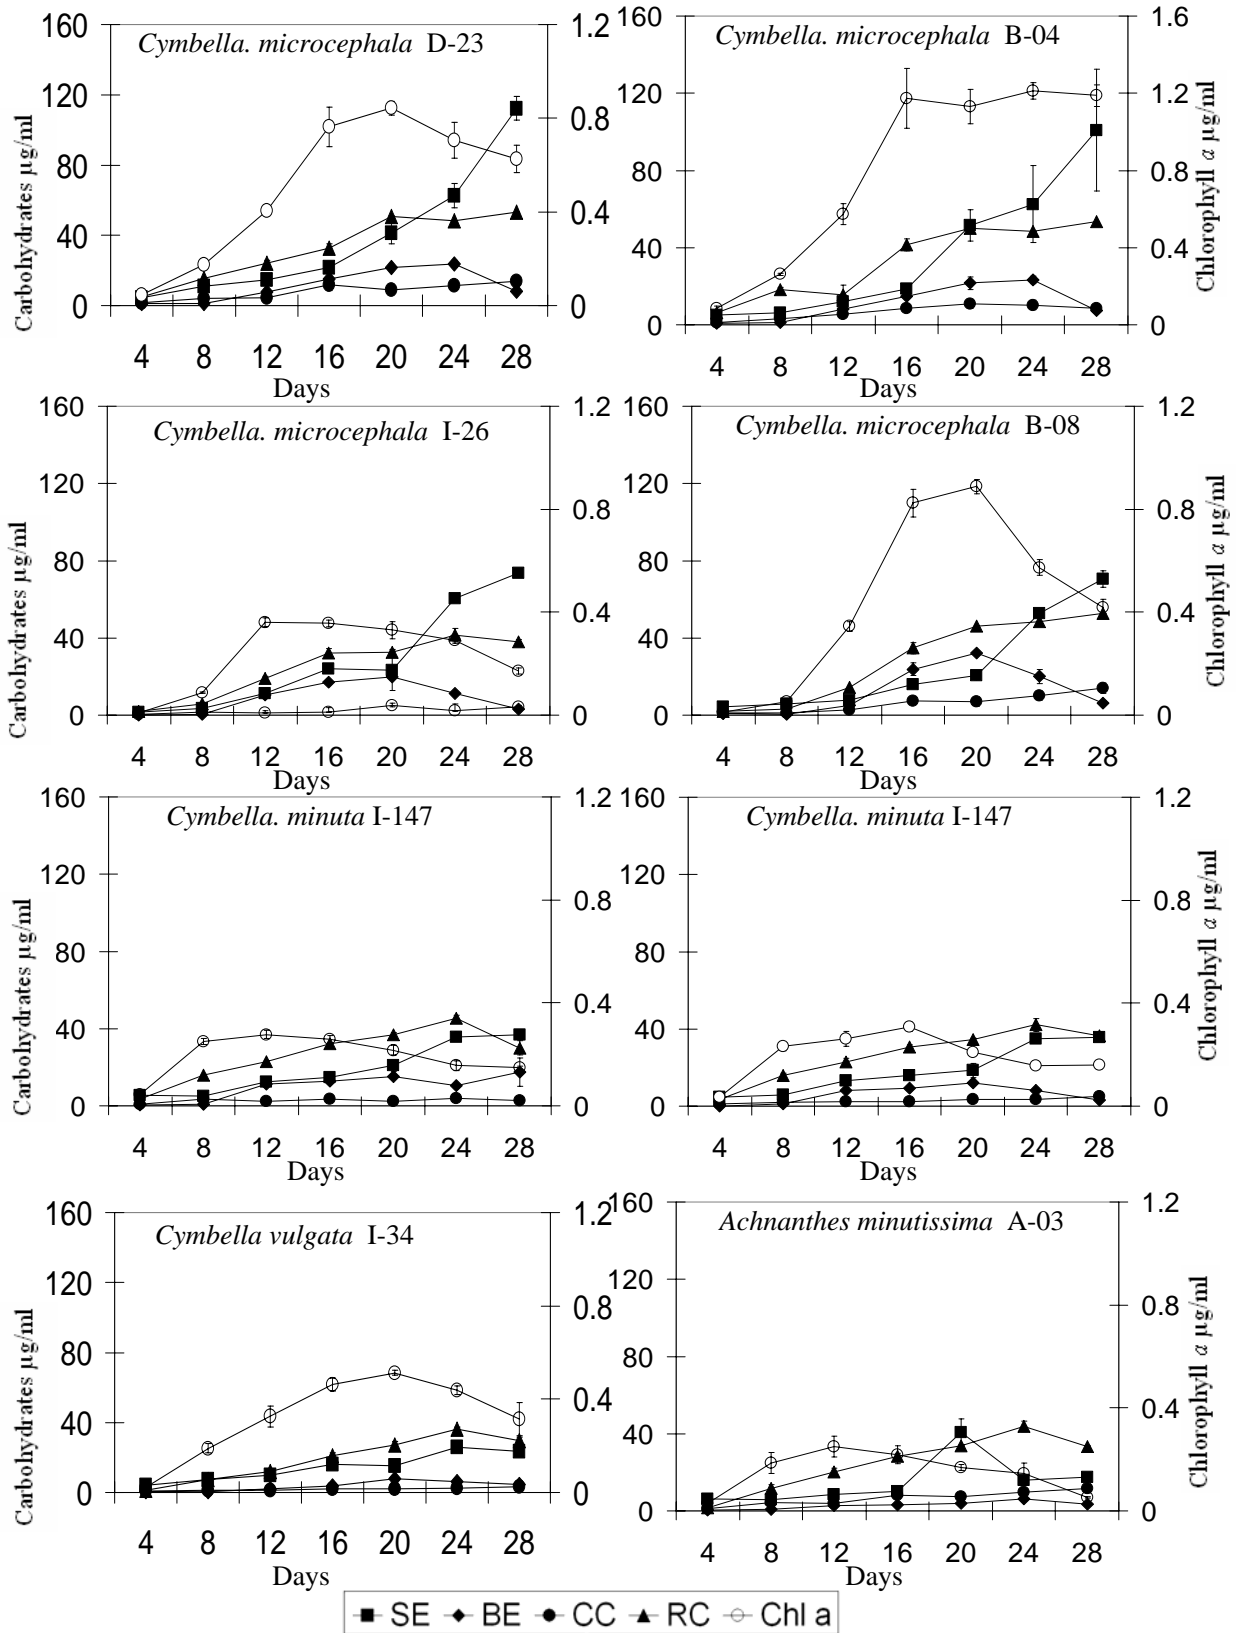 Cymbella. microcephala D-23
160
120
80
40
0
1.2
0.8
0.4
0
4 8 12 16 20 24 28
Days
Carbohydrates µg/ml
Cymbella. microcephala B-04
160
120
80
40
0
1.6
1.2
0.8
0.4
0
4 8 12 16 20 24 28
Days
Chlorophyll a µg/ml
Cymbella. microcephala I-26
160
120
80
40
0
1.2
0.8
0.4
0
4 8 12 16 20 24 28
Days
Carbohydrates µg/ml
Cymbella. microcephala B-08
160
120
80
40
0
1.2
0.8
0.4
0
4 8 12 16 20 24 28
Days
Chlorophyll a µg/ml
Cymbella. minuta I-147
160
120
80
40
0
1.2
0.8
0.4
0
4 8 12 16 20 24 28
Days
Carbohydrates µg/ml
Cymbella. minuta I-147
160
120
80
40
0
1.2
0.8
0.4
0
4 8 12 16 20 24 28
Days
Chlorophyll a µg/ml
Cymbella vulgata I-34
160
120
80
40
0
1.2
0.8
0.4
0
4 8 12 16 20 24 28
Days
Carbohydrates µg/ml
Achnanthes minutissima A-03
160
120
80
40
0
1.2
0.8
0.4
0
4 8 12 16 20 24 28
Days
Chlorophyll a µg/ml
SE BE CC RC Chl a